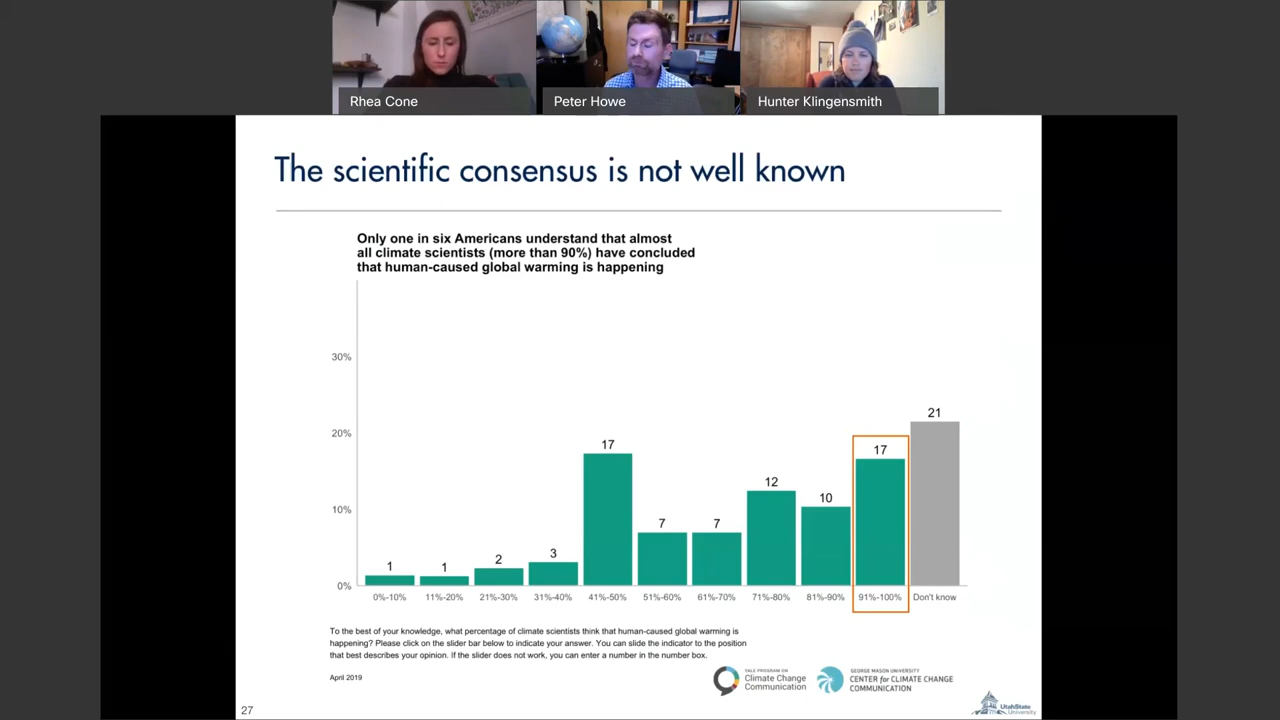 Rhea Cone
Peter Howe
Hunter Klingensmith
The scientific consensus is not well known
Only one in six Americans understand that almost
all climate scientists (more than 90%) have concluded
that human-caused global warming is happening
30%
20%
10%
0%
1
1
2
3
17
7
7
12
10
17
21
0%-10%
11%-20%
21%-30%
31%-40%
41%-50%
51%-60%
61%-70%
71%-80%
81%-90%
91%-100%
Don't know
To the best of your knowledge, what percentage of climate scientists think that human-caused global warming is
happening? Please click on the slider bar below to indicate your answer. You can slide the indicator to the position
that best describes your opinion. If the slider does not work, you can enter a number in the number box.
April 2019
YALE PROGRAM ON
Climate Change
Communication
GEORGE MASON UNIVERSITY
CENTER for CLIMATE CHANGE
COMMUNICATION
UtahState
University
27